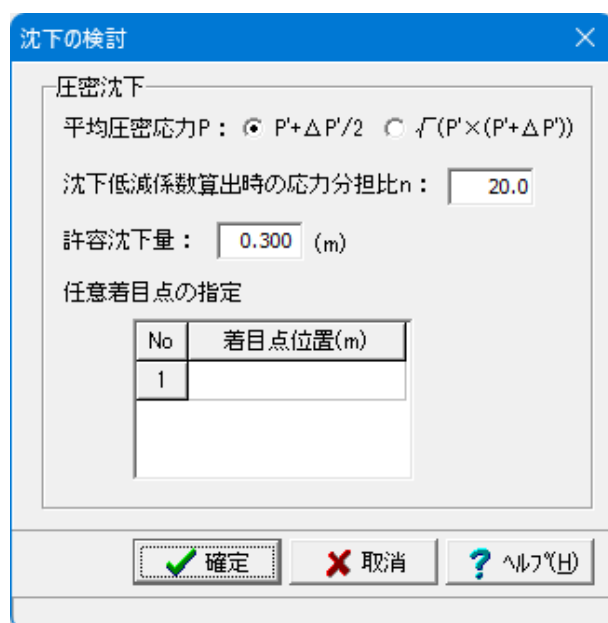 沈下の検討
圧密沈下
平均圧密応力P： P'+△P'/2 √(P'×(P'+△P'))
沈下低減係数算出時の応力分担比n： 20.0
許容沈下量： 0.300 (m)
任意着目点の指定
No 着目点位置(m)
1
確定 取消 ヘルプ(H)